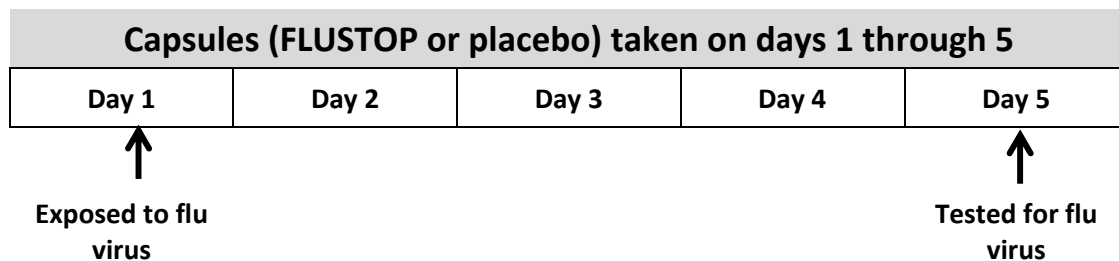 Capsules (FLUSTOP or placebo) taken on days 1 through 5
Day 1 Day 2 Day 3 Day 4 Day 5
Exposed to flu
virus
Tested for flu
virus